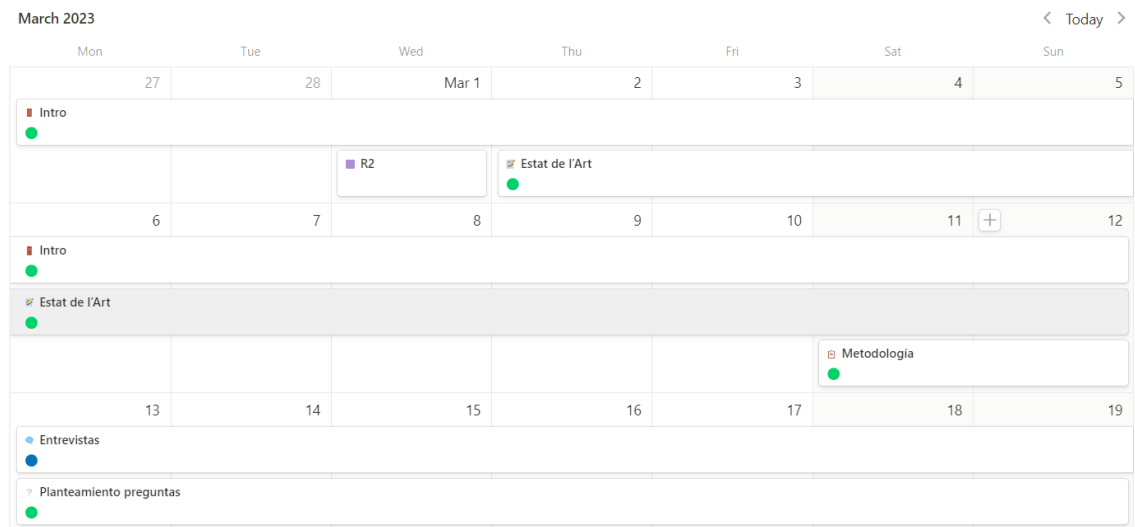 March 2023
Today
Mon Tue Wed Thu Fri Sat Sun
27 28 Mar 1 2 3 4 5
Intro
R2 Estat de l'Art
6 7 8 9 10 11 12
Intro
Estat de l'Art
Metodología
13 14 15 16 17 18 19
Entrevistas
? Planteamiento preguntas